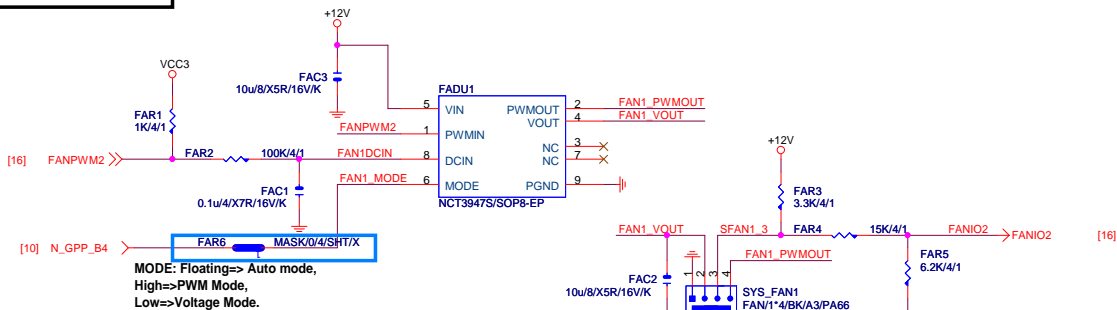 +12V
VCC3
FAC3
10u/8/X5R/16V/K
FADU1
FAR1
1K/4/1
5
VIN
PWMOUT
2
FAN1_PWMOUT
VOUT
4
FAN1_VOUT
FANPWM2
1
PWMIN
NC
3
[16]
FANPWM2
FAR2
100K/4/1
FAN1DCIN
8
DCIN
NC
7
FAN1_MODE
6
MODE
PGND
9
FAC1
0.1u/4/X7R/16V/K
NCT3947S/SOP8-EP
+12V
FAR3
3.3K/4/1
[10]
N_GPP_B4
FAR6
MASK/0/4/SHT/X
MODE: Floating=> Auto mode,
High=>PWM Mode,
Low=>Voltage Mode.
FAN1_VOUT
SFAN1_3
FAR4
15K/4/1
FANIO2
FANIO2
[16]
FAN1_PWMOUT
FAR5
6.2K/4/1
FAC2
10u/8/X5R/16V/K
1
2
3
4
SYS_FAN1
FAN/1*4/BK/A3/PA66